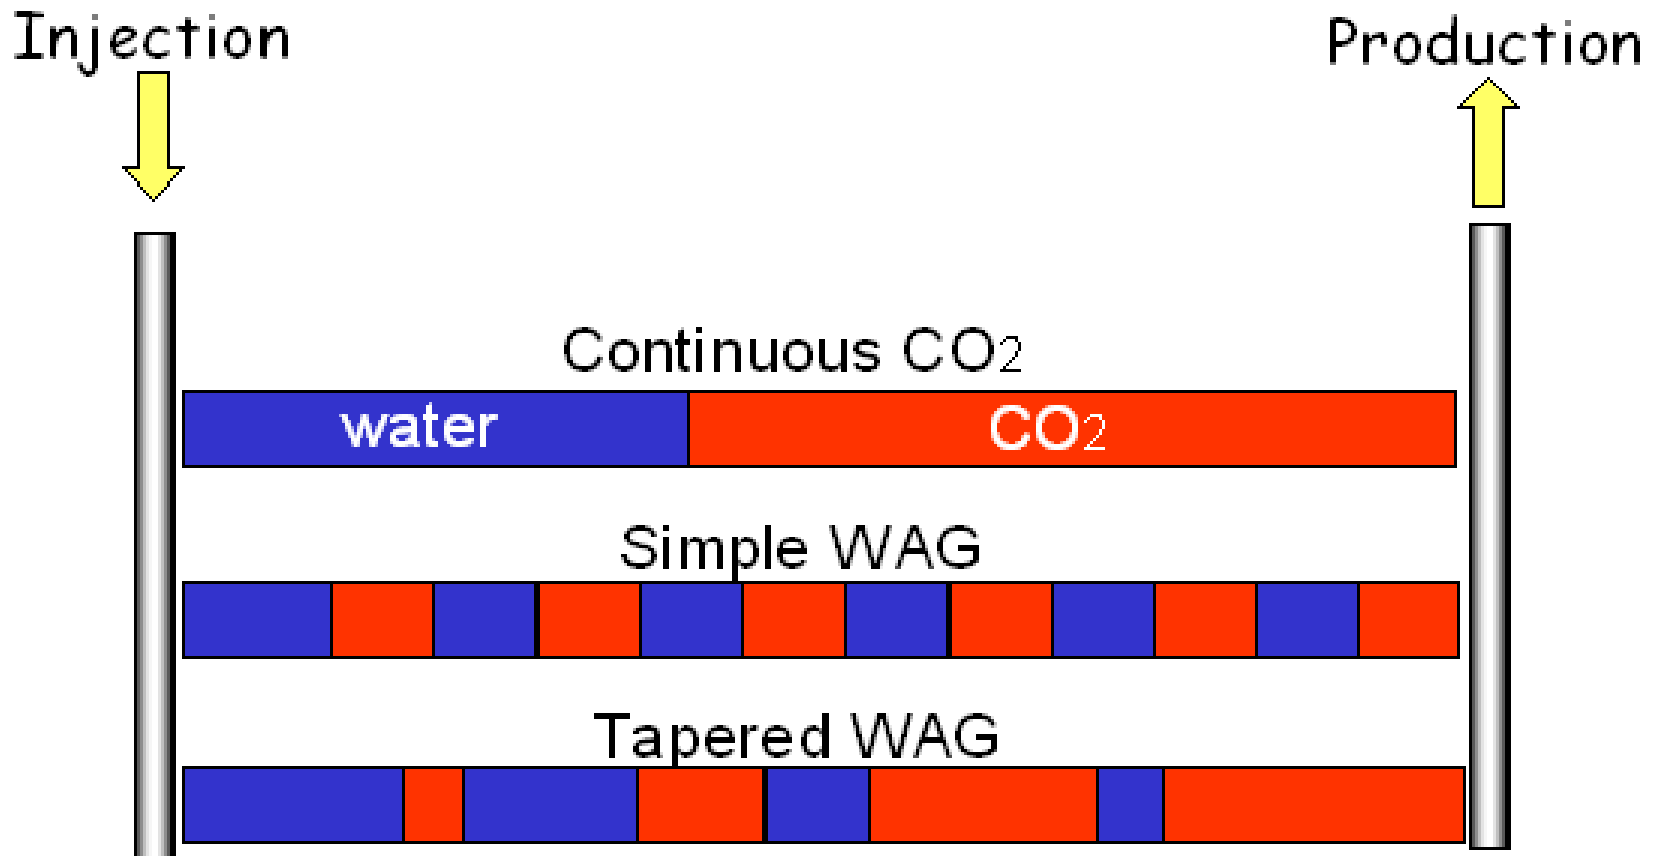 Injection
Production
Continuous CO2
water
CO2
Simple WAG
Tapered WAG